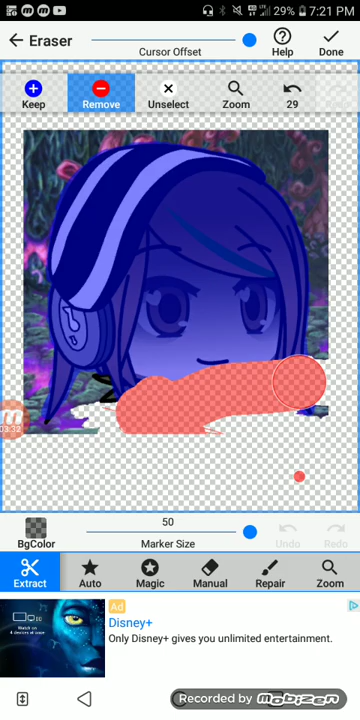 29% 7:21 PM
Eraser
Cursor Offset
Help
Done
Keep
Remove
Unselect
Zoom
29
03:32
50
BgColor
Marker Size
Undo
Redo
Extract
Auto
Magic
Manual
Repair
Zoom
Ad
Disney+
Only Disney+ gives you unlimited entertainment.
Recorded by mobizen